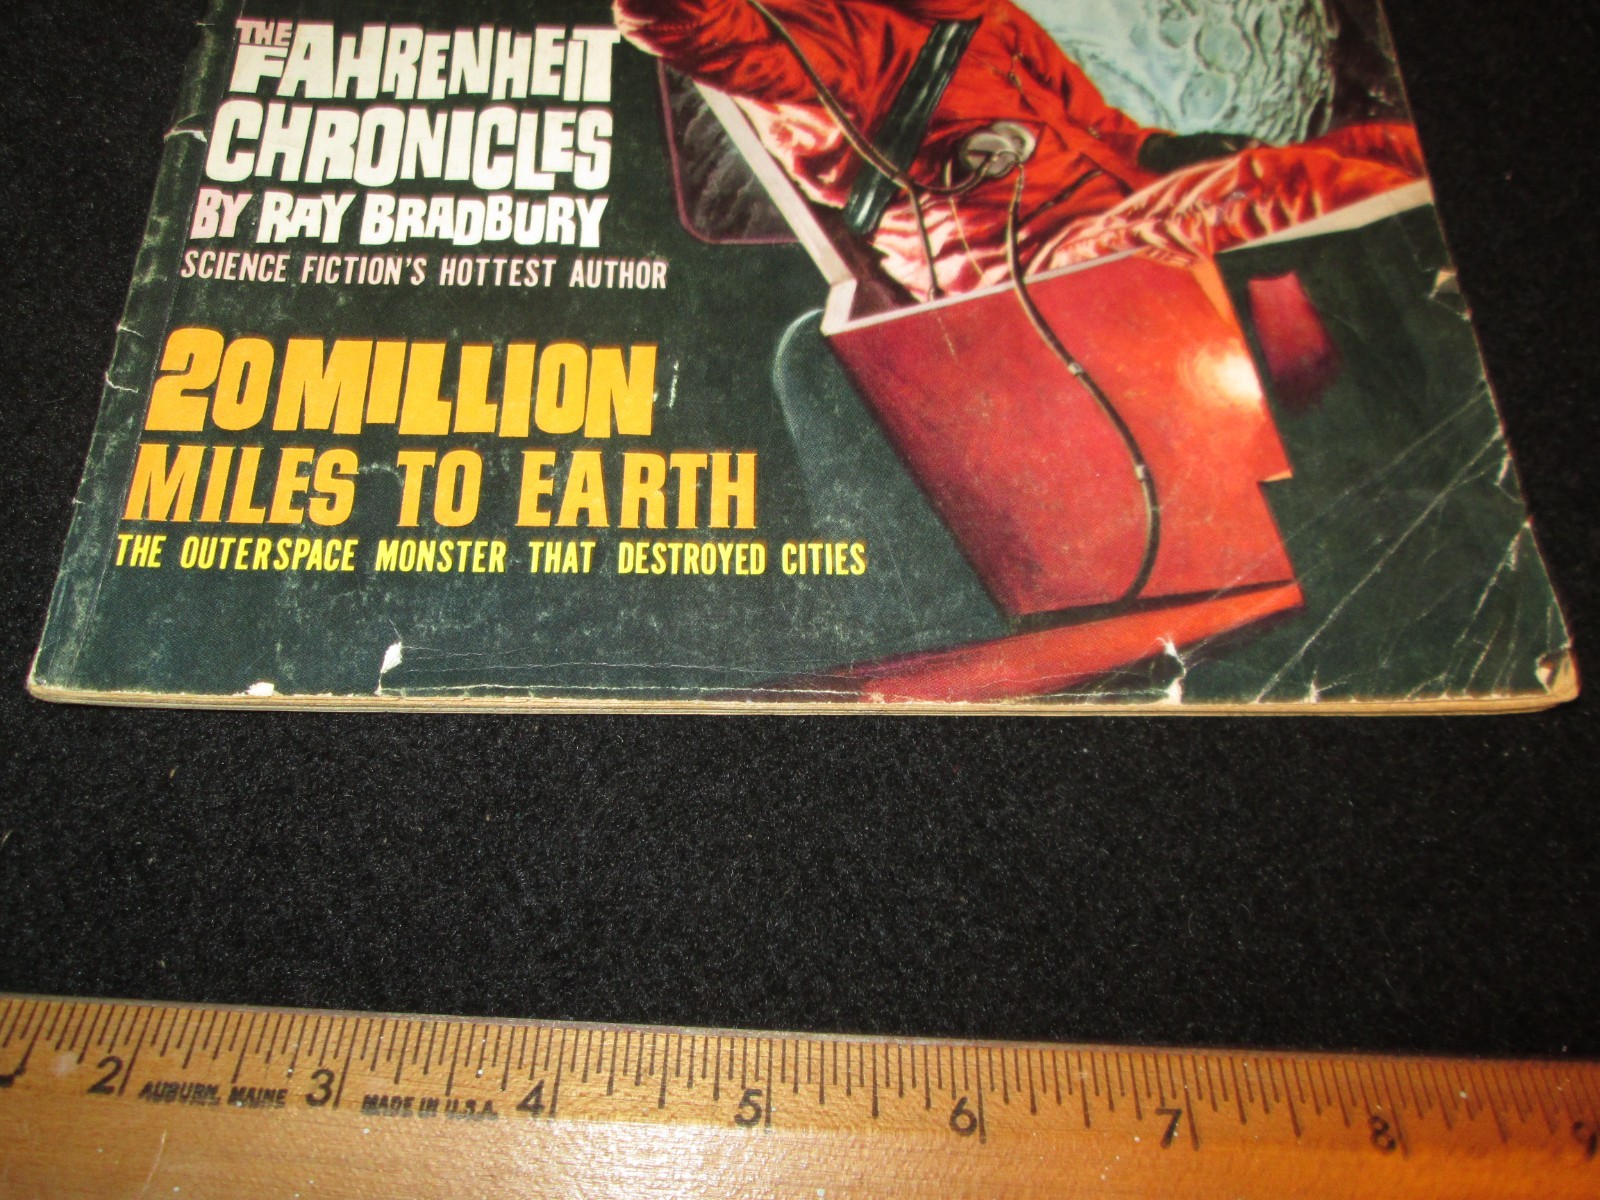 THE
FAHRENHEIT
CHRONICLES
BY RAY BRADBURY
SCIENCE FICTION'S HOTTEST AUTHOR
20 MILLION
MILES TO EARTH
THE OUTERSPACE MONSTER THAT DESTROYED CITIES
2 3 4 5 6 7 8 9
AUBURN, MAINE MADE IN U.S.A.